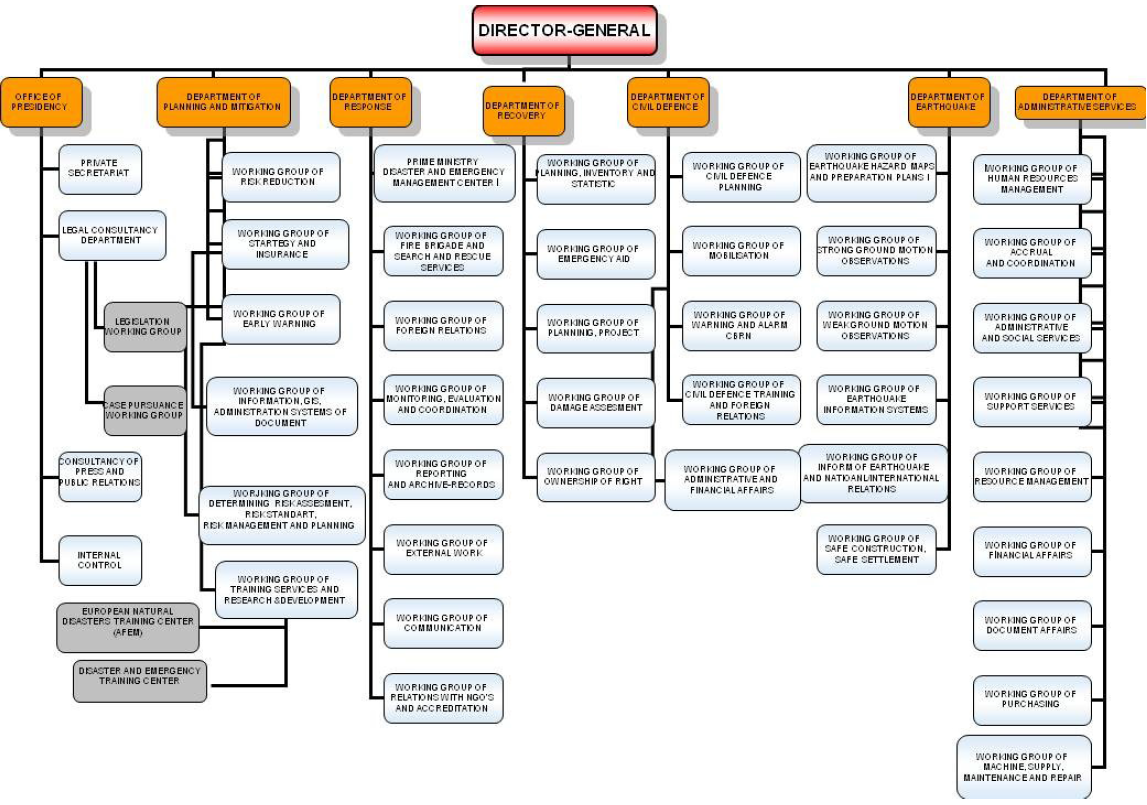 DIRECTOR-GENERAL
OFFICE OF
PRESIDENCY
PRIVATE
SECRETARIAT
LEGAL CONSULTANCY
DEPARTMENT
LEGISLATION
WORKING GROUP
CASE PURSUANCE
WORKING GROUP
CONSULTANCY OF
PRESS AND
PUBLIC RELATIONS
INTERNAL
CONTROL
DEPARTMENT OF
PLANNING AND MITIGATION
WORKING GROUP OF
RISK REDUCTION
WORKING GROUP OF
STARTEGY AND
INSURANCE
WORKING GROUP OF
EARLY WARNING
WORKING GROUP OF
INFORMATION, GIS,
ADMINISTRATION SYSTEMS OF
DOCUMENT
WORJKING GROUP OF
DETERMINING RISK ASSESMENT,
RISK STANDART,
RISK MANAGEMENT AND PLANNING
WORKING GROUP OF
TRAINING SERVICES AND
RESEARCH &DEVELOPMENT
EUROPEAN NATURAL
DISASTERS TRAINING CENTER
(AFEM)
DISASTER AND EMERGENCY
TRAINING CENTER
DEPARTMENT OF
RESPONSE
PRIME MINISTRY
DISASTER AND EMERGENCY
MANAGEMENT CENTER I
WORKING GROUP OF
FIRE BRIGADE AND
SEARCH AND RESCUE
SERVICES
WORKING GROUP OF
FOREIGN RELATIONS
WORKING GROUP OF
MONITORING, EVALUATION
AND COORDINATION
WORKING GROUP OF
REPORTING
AND ARCHIVE-RECORDS
WORKING GROUP OF
EXTERNAL WORK
WORKING GROUP OF
COMMUNICATION
WORKING GROUP OF
RELATIONS WITH NGO'S
AND ACCREDITATION
DEPARTMENT OF
RECOVERY
WORKING GROUP OF
PLANNING, INVENTORY AND
STATISTIC
WORKING GROUP OF
EMERGENCY AID
WORKING GROUP OF
PLANNING, PROJECT
WORKING GROUP OF
DAMAGE ASSESMENT
WORKING GROUP OF
OWNERSHIP OF RIGHT
DEPARTMENT OF
CIVIL DEFENCE
WORKING GROUP OF
CIVIL DEFENCE
PLANNING
WORKING GROUP OF
MOBILISATION
WORKING GROUP OF
WARNING AND ALARM
CBRN
WORKING GROUP OF
CIVIL DEFENCE TRAINING
AND FOREIGN
RELATIONS
WORKING GROUP OF
ADMINISTRATIVE AND
FINANCIAL AFFAIRS
DEPARTMENT OF
EARTHQUAKE
WORKING GROUP OF
EARTHQUAKE HAZARD MAPS
AND PREPARATION PLANS I
WORKING GROUP OF
STRONG GROUND MOTION
OBSERVATIONS
WORKING GROUP OF
WEAK GROUND MOTION
OBSERVATIONS
WORKING GROUP OF
EARTHQUAKE
INFORMATION SYSTEMS
WORKING GROUP OF
INFORM OF EARTHQUAKE
AND NATIOANL/INTERNATIONAL
RELATIONS
WORKING GROUP OF
SAFE CONSTRUCTION,
SAFE SETTLEMENT
DEPARTMENT OF
ADMINISTRATIVE SERVICES
WORKING GROUP OF
HUMAN RESOURCES
MANAGEMENT
WORKING GROUP OF
ACCRUAL
AND COORDINATION
WORKING GROUP OF
ADMINISTRATIVE
AND SOCIAL SERVICES
WORKING GROUP OF
SUPPORT SERVICES
WORKING GROUP OF
RESOURCE MANAGEMENT
WORKING GROUP OF
FİNANCIAL AFFAIRS
WORKING GROUP OF
DOCUMENT AFFAIRS
WORKING GROUP OF
PURCHASING
WORKING GROUP OF
MACHINE, SUPPLY,
MAINTENANCE AND REPAIR